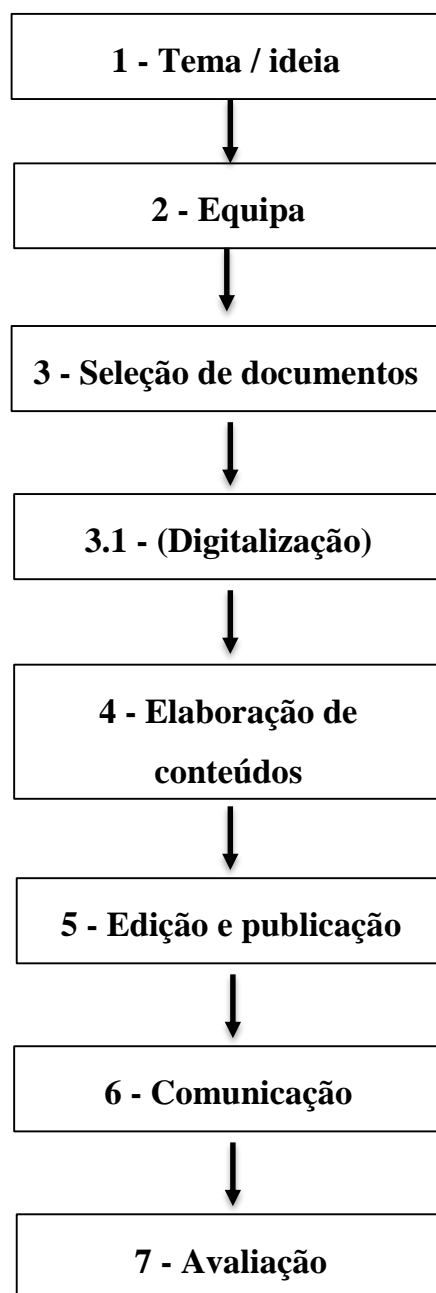 1 - Tema / ideia
2 - Equipa
3 - Seleção de documentos
3.1 - (Digitalização)
4 - Elaboração de
conteúdos
5 - Edição e publicação
6 - Comunicação
7 - Avaliação